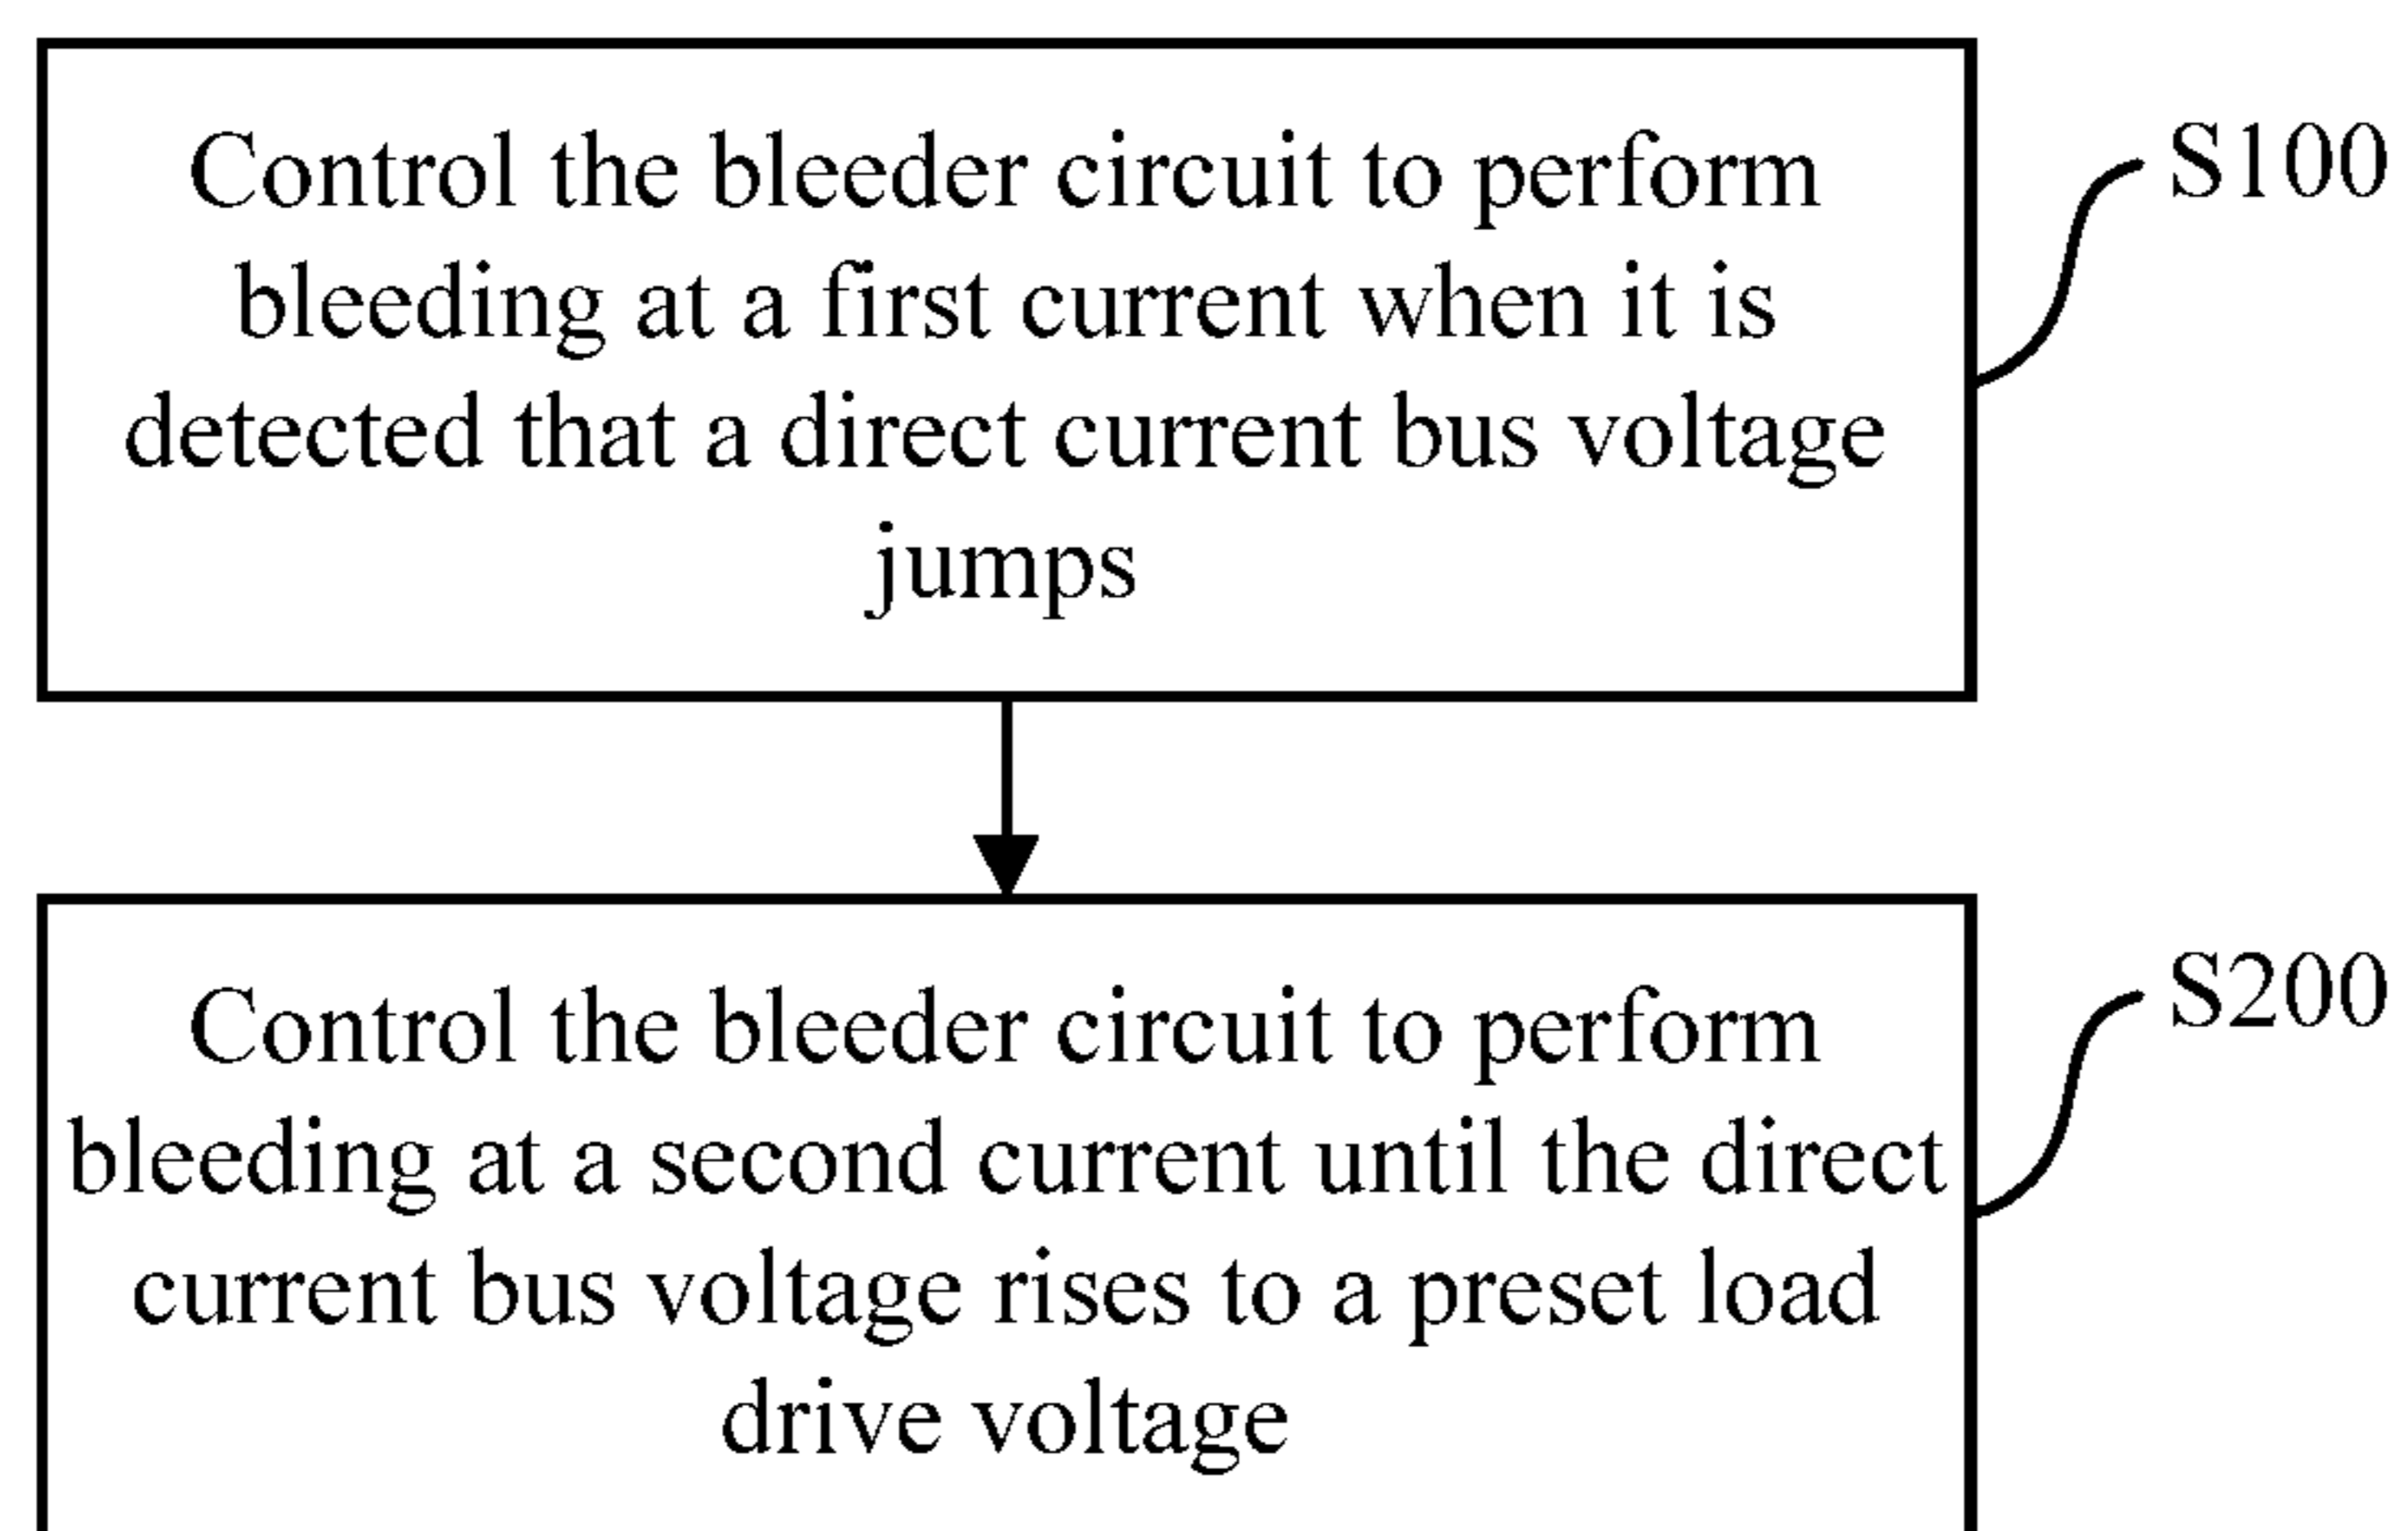 Control the bleeder circuit to perform
bleeding at a first current when it is
detected that a direct current bus voltage
jumps
S100
Control the bleeder circuit to perform
bleeding at a second current until the direct
current bus voltage rises to a preset load
drive voltage
S200